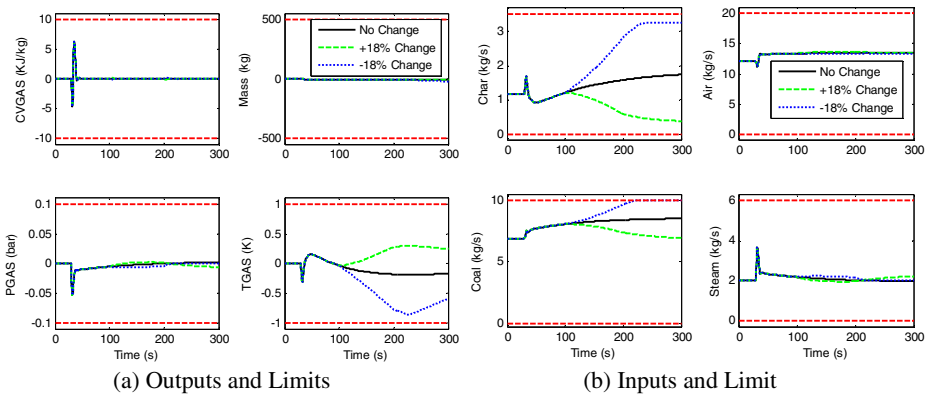 CVGAS (KJ/kg)
10
5
0
-5
-10
0 100 200 300
Mass (kg)
500
0
-500
0 100 200 300
No Change
+18% Change
-18% Change
PGAS (bar)
0.1
0.05
0
-0.05
-0.1
0 100 200 300
Time (s)
TGAS (K)
1
0.5
0
-0.5
-1
0 100 200 300
Time (s)
(a) Outputs and Limits
Char (kg/s)
3
2
1
0
0 100 200 300
Air (kg/s)
20
15
10
5
0
0 100 200 300
No Change
+18% Change
-18% Change
Coal (kg/s)
10
5
0
0 100 200 300
Time (s)
Steam (kg/s)
6
4
2
0
0 100 200 300
Time (s)
(b) Inputs and Limit